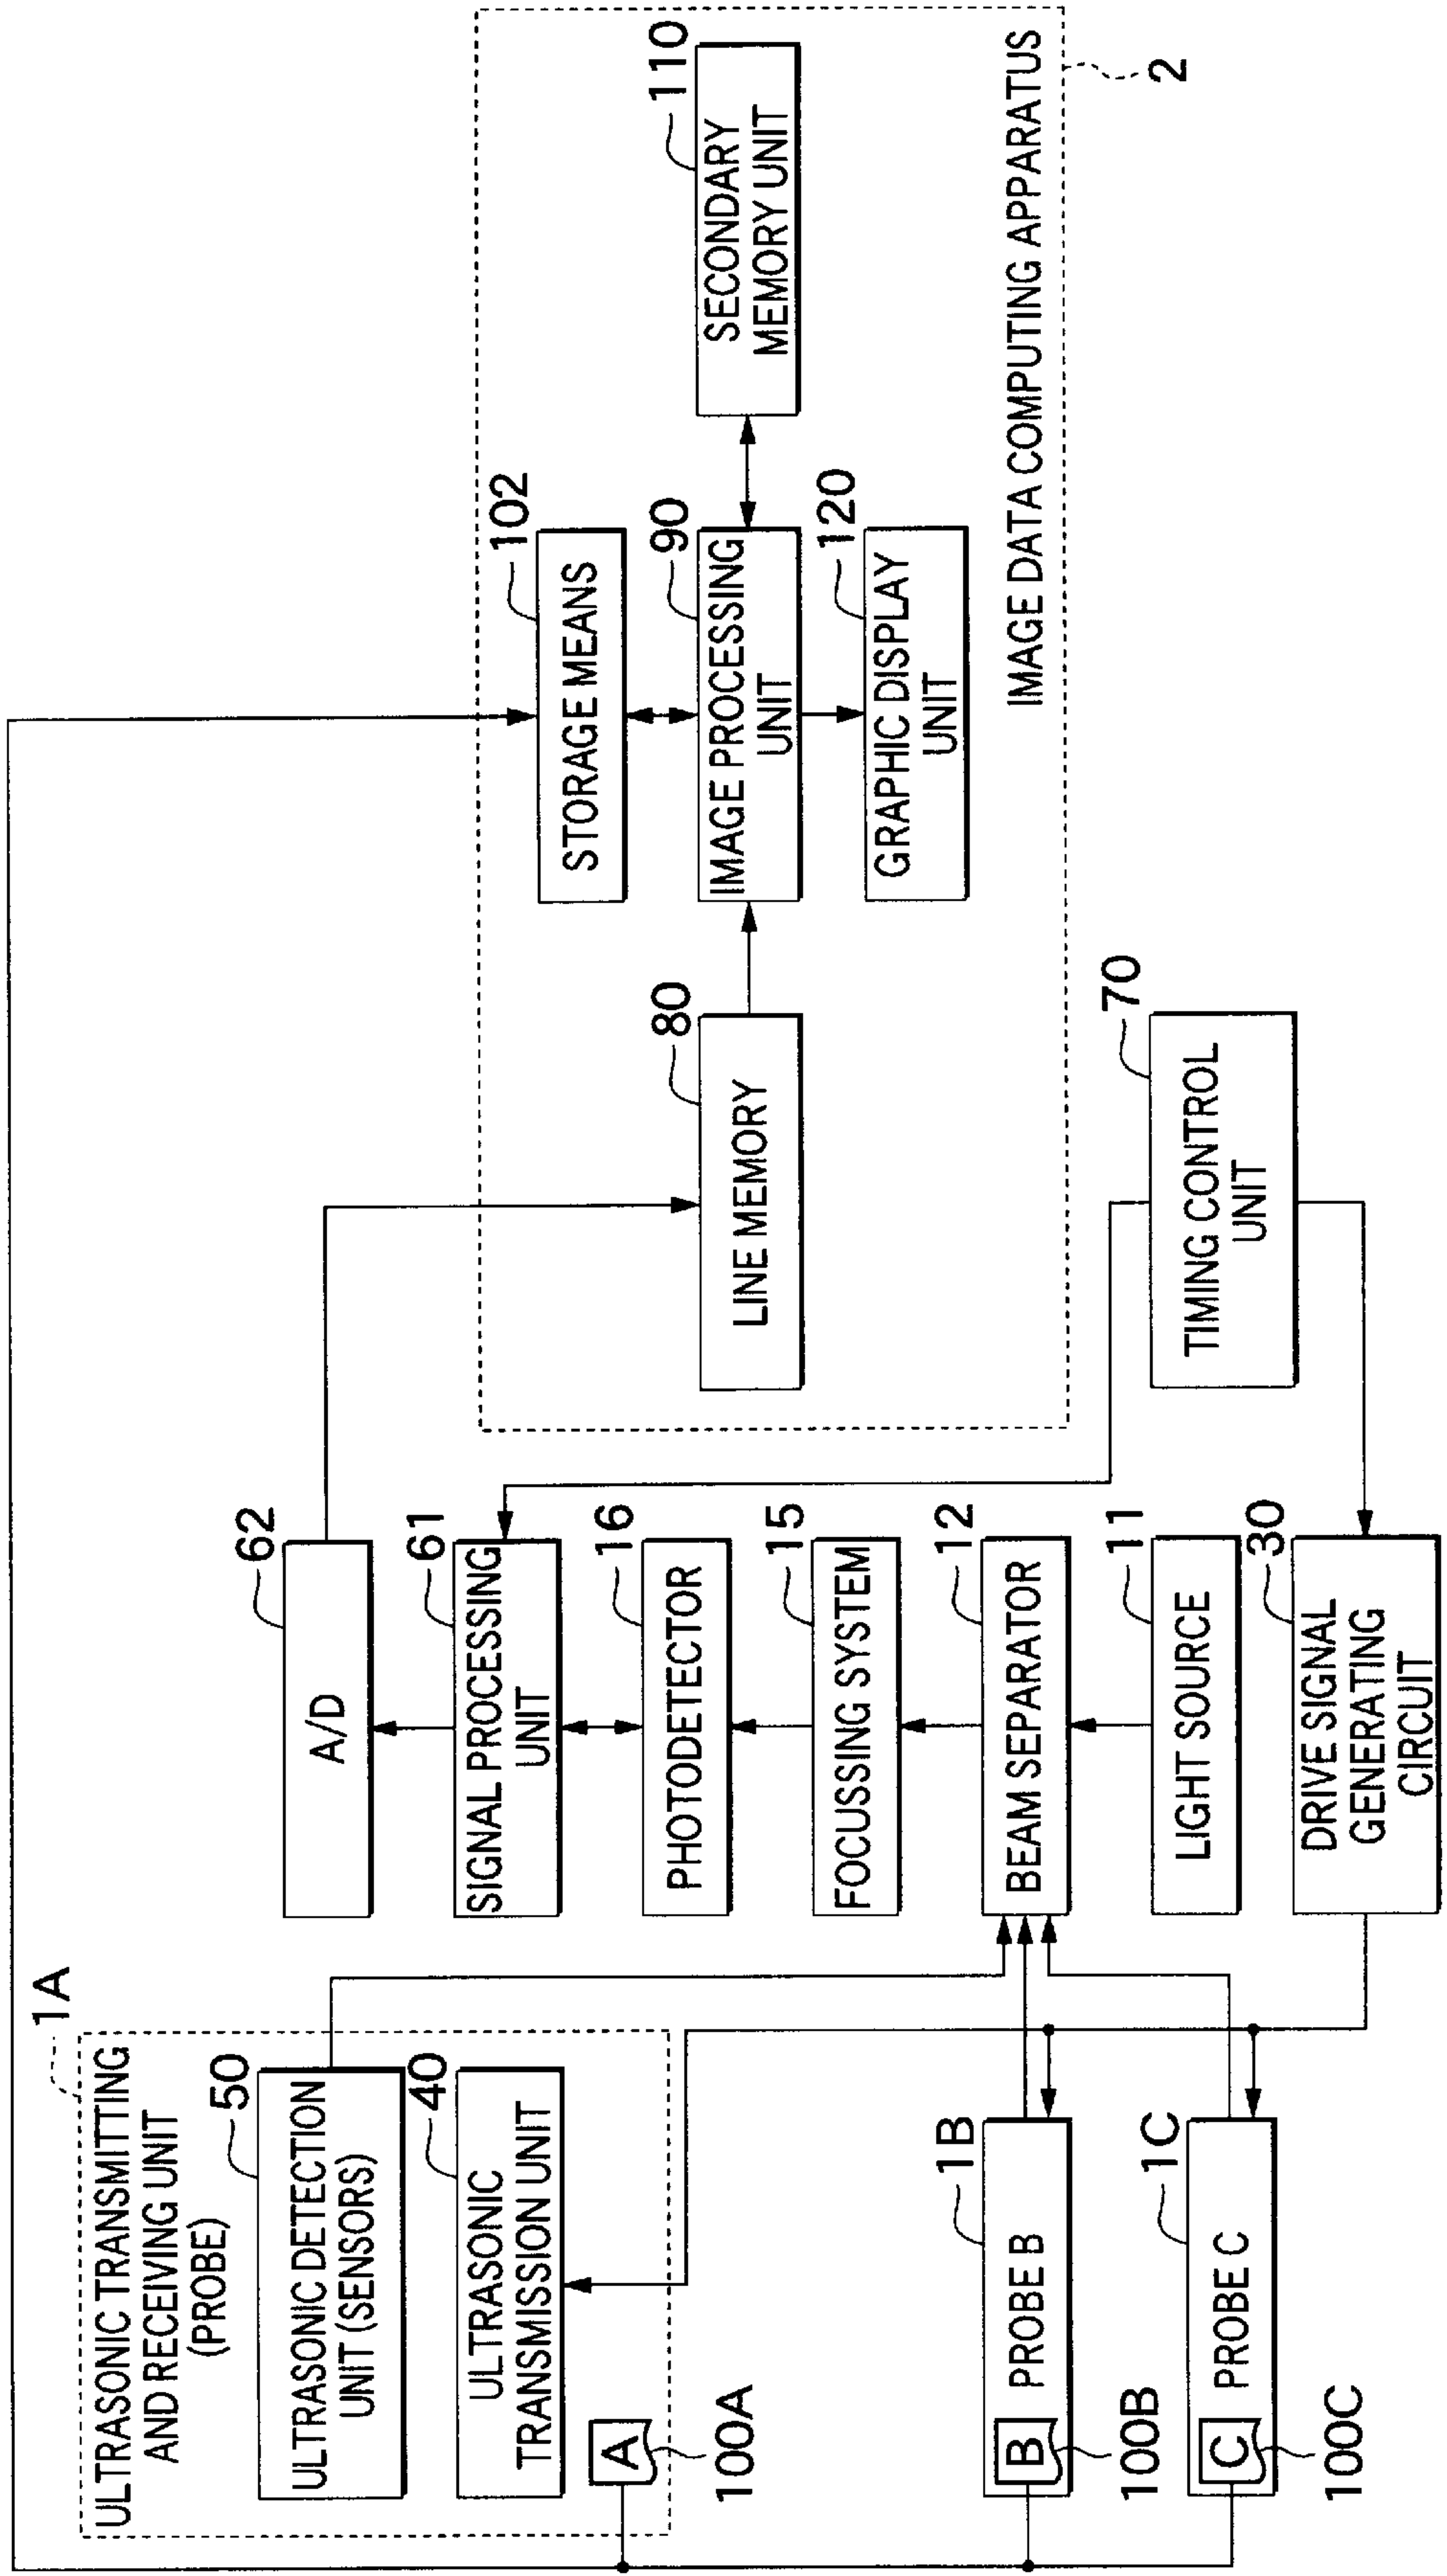 1A
ULTRASONIC TRANSMITTING
AND RECEIVING UNIT
(PROBE)
50
ULTRASONIC DETECTION
UNIT (SENSORS)
40
ULTRASONIC
TRANSMISSION UNIT
A
100A
1B
PROBE B
B
100B
1C
PROBE C
C
100C
62
A/D
61
SIGNAL PROCESSING
UNIT
16
PHOTODETECTOR
15
FOCUSSING SYSTEM
12
BEAM SEPARATOR
11
LIGHT SOURCE
30
DRIVE SIGNAL
GENERATING
CIRCUIT
70
TIMING CONTROL
UNIT
80
LINE MEMORY
102
STORAGE MEANS
90
IMAGE PROCESSING
UNIT
120
GRAPHIC DISPLAY
UNIT
110
SECONDARY
MEMORY UNIT
IMAGE DATA COMPUTING APPARATUS
2